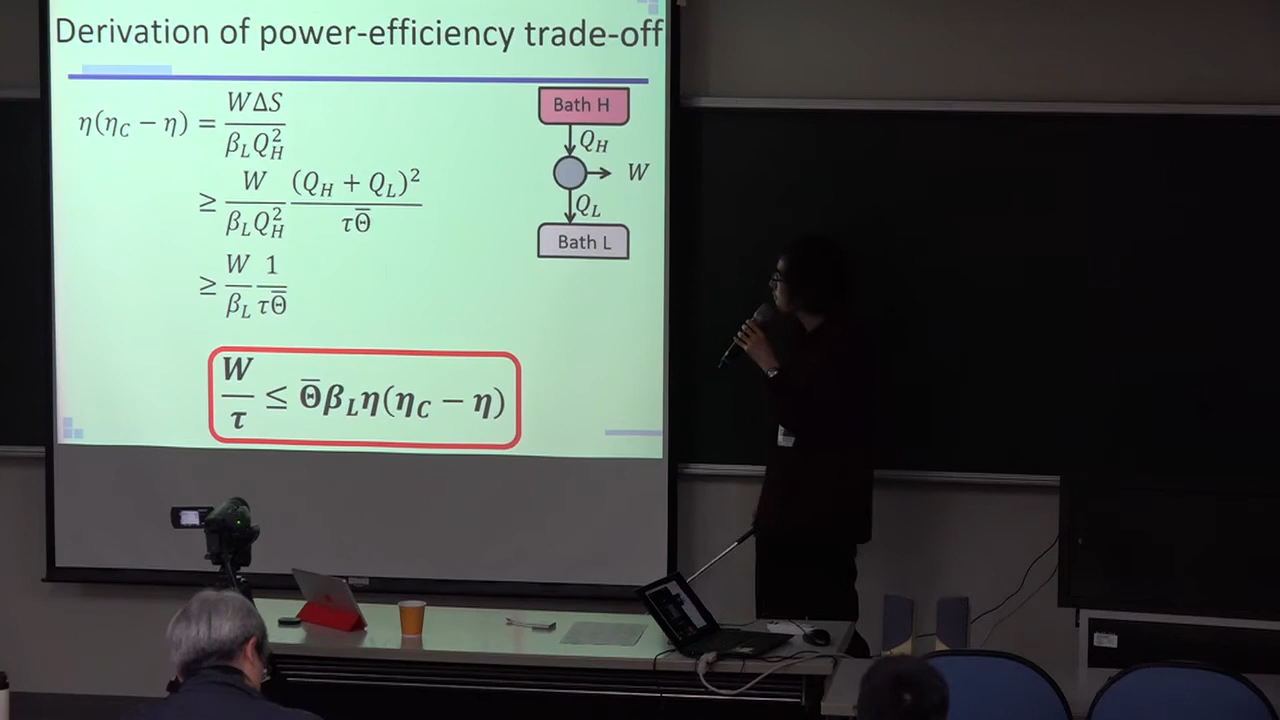 Derivation of power-efficiency trade-off
η(η_C − η) = WΔS / β_L Q_H^2
≥ W / β_L Q_H^2 (Q_H + Q_L)^2 / τΘ̅
≥ W / β_L 1 / τΘ̅
W / τ ≤ Θ̅β_Lη(η_C − η)
Bath H
Q_H
W
Q_L
Bath L